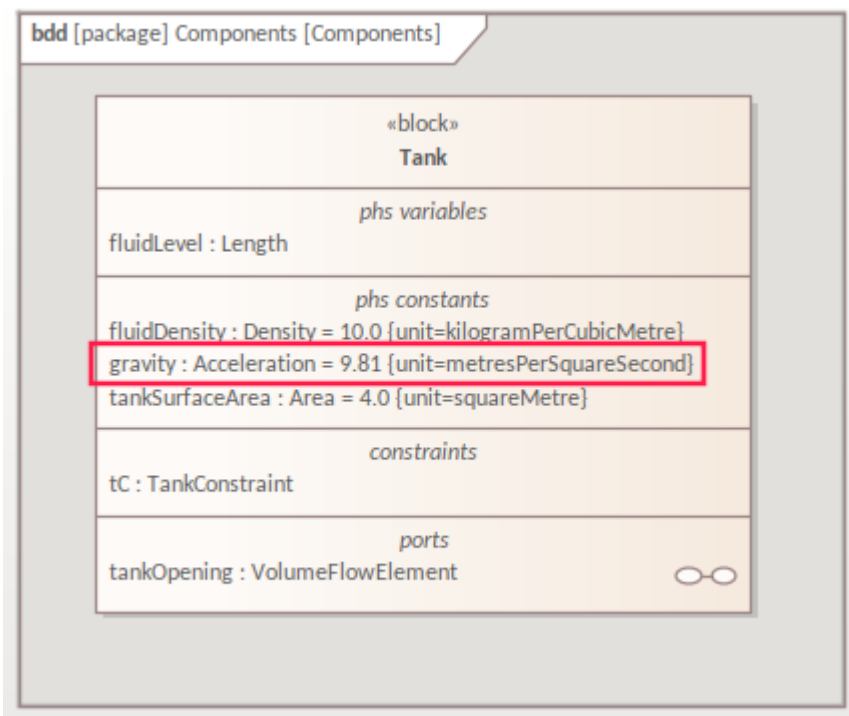 bdd [package] Components [Components]
«block»
Tank
phs variables
fluidLevel : Length
phs constants
fluidDensity : Density = 10.0 {unit=kilogramPerCubicMetre}
gravity : Acceleration = 9.81 {unit=metresPerSquareSecond}
tankSurfaceArea : Area = 4.0 {unit=squareMetre}
constraints
tC : TankConstraint
ports
tankOpening : VolumeFlowElement